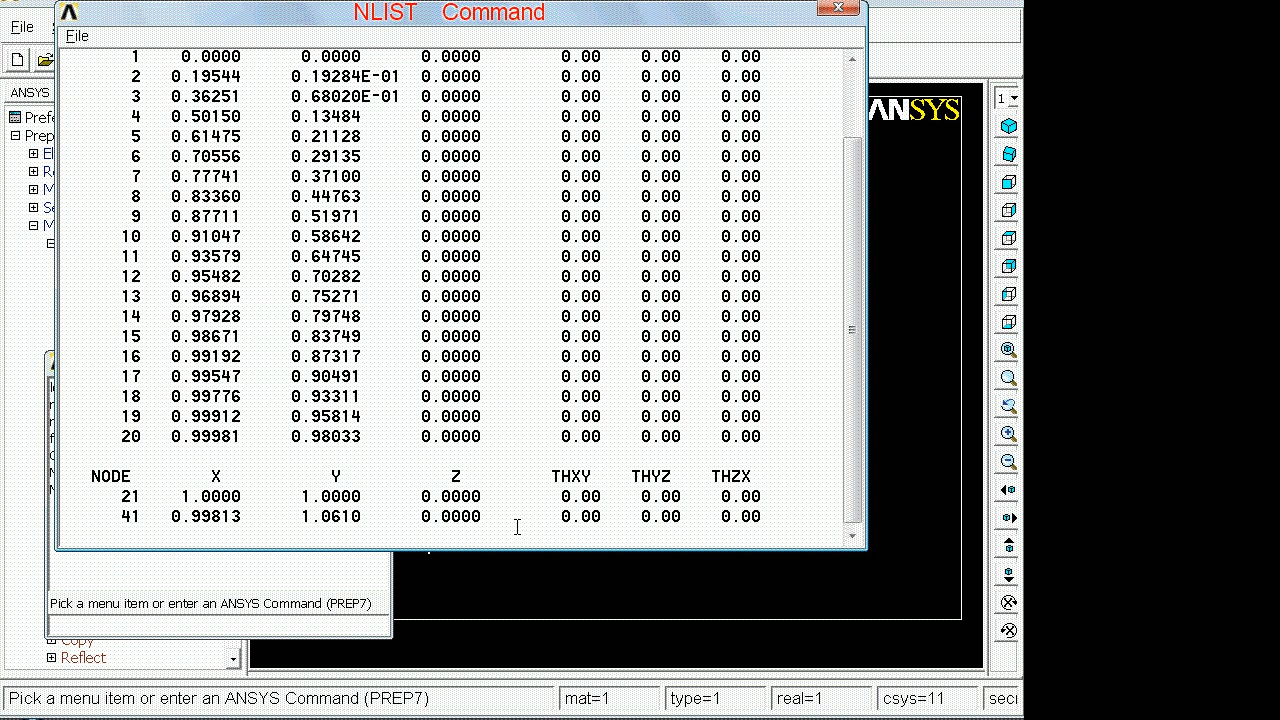 NLIST Command
File
File
1 0.0000 0.0000 0.0000 0.00 0.00 0.00
2 0.19544 0.19284E-01 0.0000 0.00 0.00 0.00
3 0.36251 0.68020E-01 0.0000 0.00 0.00 0.00
4 0.50150 0.13484 0.0000 0.00 0.00 0.00
5 0.61475 0.21128 0.0000 0.00 0.00 0.00
6 0.70556 0.29135 0.0000 0.00 0.00 0.00
7 0.77741 0.37100 0.0000 0.00 0.00 0.00
8 0.83360 0.44763 0.0000 0.00 0.00 0.00
9 0.87711 0.51971 0.0000 0.00 0.00 0.00
10 0.91047 0.58642 0.0000 0.00 0.00 0.00
11 0.93579 0.64745 0.0000 0.00 0.00 0.00
12 0.95482 0.70282 0.0000 0.00 0.00 0.00
13 0.96894 0.75271 0.0000 0.00 0.00 0.00
14 0.97928 0.79748 0.0000 0.00 0.00 0.00
15 0.98671 0.83749 0.0000 0.00 0.00 0.00
16 0.99192 0.87317 0.0000 0.00 0.00 0.00
17 0.99547 0.90491 0.0000 0.00 0.00 0.00
18 0.99776 0.93311 0.0000 0.00 0.00 0.00
19 0.99912 0.95814 0.0000 0.00 0.00 0.00
20 0.99981 0.98033 0.0000 0.00 0.00 0.00
NODE X Y Z THXY THYZ THZX
21 1.0000 1.0000 0.0000 0.00 0.00 0.00
41 0.99813 1.0610 0.0000 0.00 0.00 0.00
ANSYS
Prefe
Prep
El
Re
M
Se
M
ANSYS
1
Pick a menu item or enter an ANSYS Command (PREP7)
Copy
Reflect
Pick a menu item or enter an ANSYS Command (PREP7) mat=1 type=1 real=1 csys=11 sec